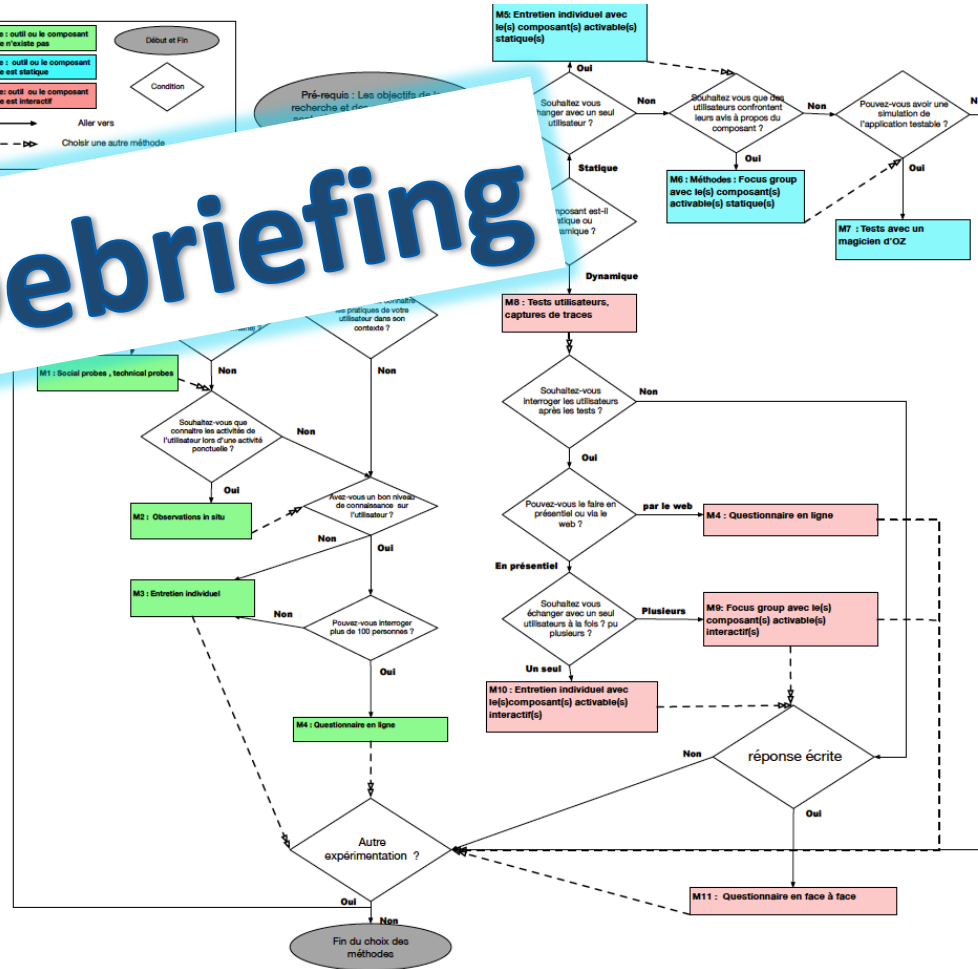 : outil ou le composant
n'existe pas
: outil ou le composant
est statique
outil ou le composant
est interactif
Début et Fin
Condition
Aller vers
Choisir une autre méthode
Pré-requis : Les objectifs de
recherche et
ebriefing
M5: Entretien individuel avec
le(s) composant(s) activable(s)
statique(s)
Oui
Souhaitez vous
échanger avec un seul
utilisateur ?
Non
Souhaitez vous que des
utilisateurs confrontent
leurs avis à propos du
composant ?
Non
Pouvez-vous avoir une
simulation de
l'application testable ?
Oui
M6 : Méthodes : Focus group
avec le(s) composant(s)
activable(s) statique(s)
Oui
M7 : Tests avec un
magicien d'OZ
Statique
composant est-il
statique ou
dynamique ?
Dynamique
M8 : Tests utilisateurs,
captures de traces
pratiques de votre
utilisateur dans son
contexte ?
M1 : Social probes , technical probes
Non
Non
Souhaitez-vous que
connaitre les activités de
l'utilisateur lors d'une activité
ponctuelle ?
Non
Oui
M2 : Observations in situ
Avez-vous un bon niveau
de connaissance sur
l'utilisateur ?
Non
Oui
M3 : Entretien individuel
Non
Pouvez-vous interroger
plus de 100 personnes ?
Oui
M4 : Questionnaire en ligne
Souhaitez-vous
interroger les utilisateurs
après les tests ?
Non
Oui
Pouvez-vous le faire en
présentiel ou via le
web ?
par le web
M4 : Questionnaire en ligne
En présentiel
Souhaitez vous
échanger avec un seul
utilisateurs à la fois ? pu
plusieurs ?
Plusieurs
M9: Focus group avec le(s)
composant(s) activable(s)
interactif(s)
Un seul
M10 : Entretien individuel avec
le(s)composant(s) activable(s)
interactif(s)
Non
réponse écrite
Oui
M11 : Questionnaire en face à face
Autre
expérimentation ?
Oui
Non
Fin du choix des
méthodes